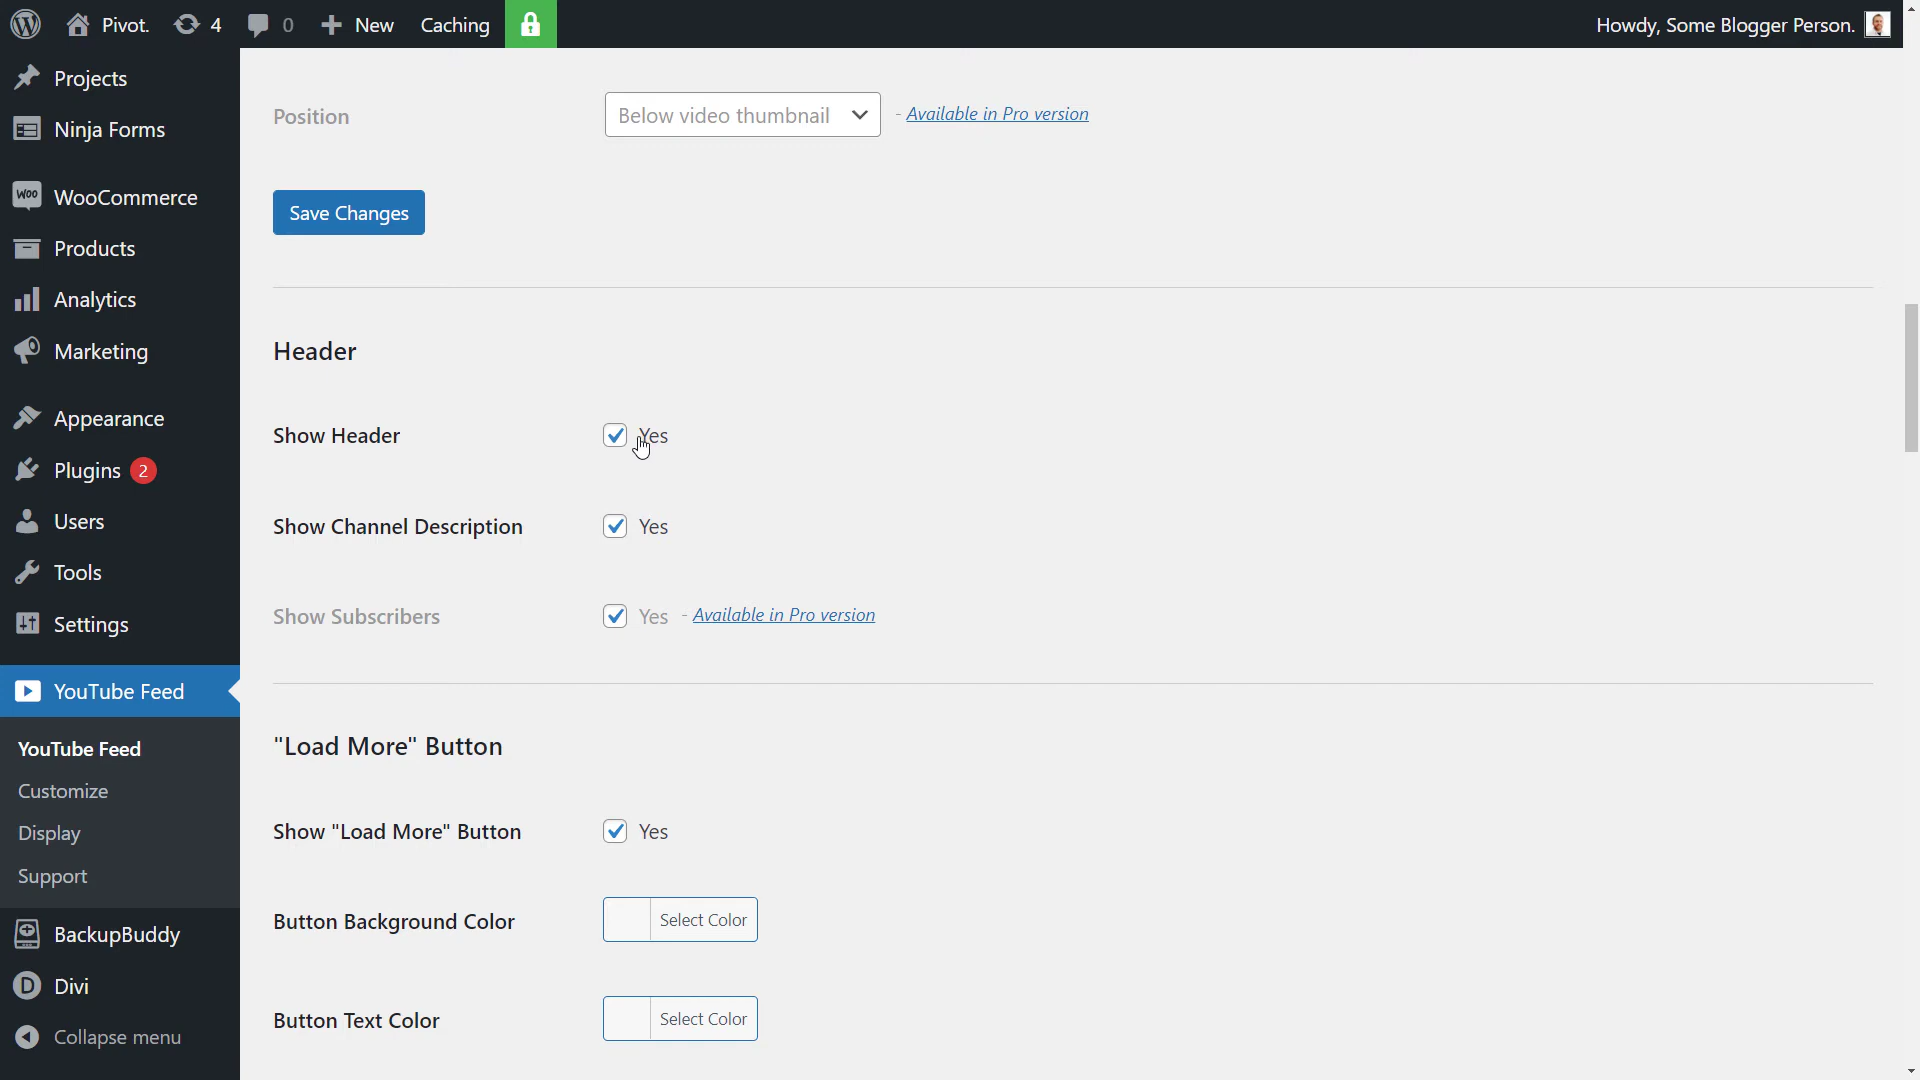 Pivot. 4 0 New Caching Howdy, Some Blogger Person.
Projects
Ninja Forms
WOO WooCommerce
Products
Analytics
Marketing
Appearance
Plugins 2
Users
Tools
Settings
YouTube Feed
YouTube Feed
Customize
Display
Support
BackupBuddy
D Divi
Collapse menu
Position Below video thumbnail - Available in Pro version
Save Changes
Header
Show Header Yes
Show Channel Description Yes
Show Subscribers Yes - Available in Pro version
"Load More" Button
Show "Load More" Button Yes
Button Background Color Select Color
Button Text Color Select Color